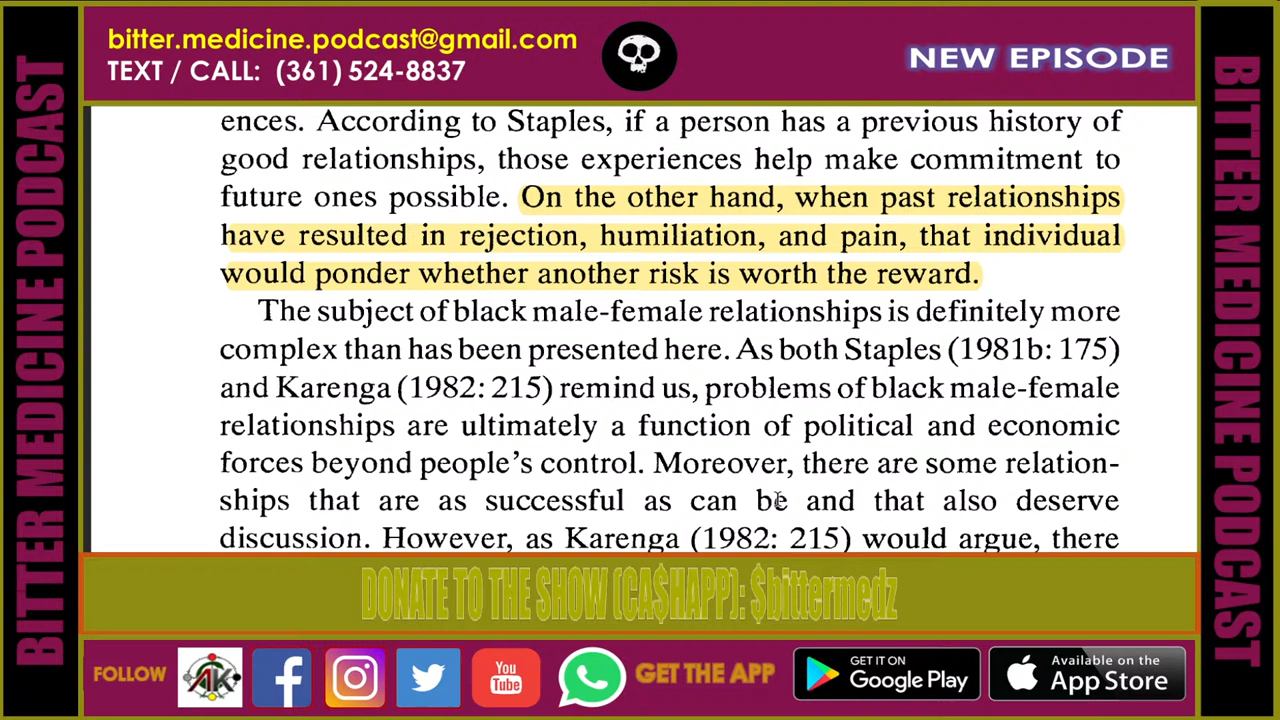 bitter.medicine.podcast@gmail.com
TEXT / CALL: (361) 524-8837
NEW EPISODE
BITTER MEDICINE PODCAST
ences. According to Staples, if a person has a previous history of
good relationships, those experiences help make commitment to
future ones possible. On the other hand, when past relationships
have resulted in rejection, humiliation, and pain, that individual
would ponder whether another risk is worth the reward.
The subject of black male-female relationships is definitely more
complex than has been presented here. As both Staples (1981b: 175)
and Karenga (1982: 215) remind us, problems of black male-female
relationships are ultimately a function of political and economic
forces beyond people's control. Moreover, there are some relation-
ships that are as successful as can be and that also deserve
discussion. However, as Karenga (1982: 215) would argue, there
BITTER MEDICINE PODCAST
DONATE TO THE SHOW (CA$HAPP): $bittermedz
FOLLOW
ATK
You
Tube
GET THE APP
GET IT ON
Google Play
Available on the
App Store